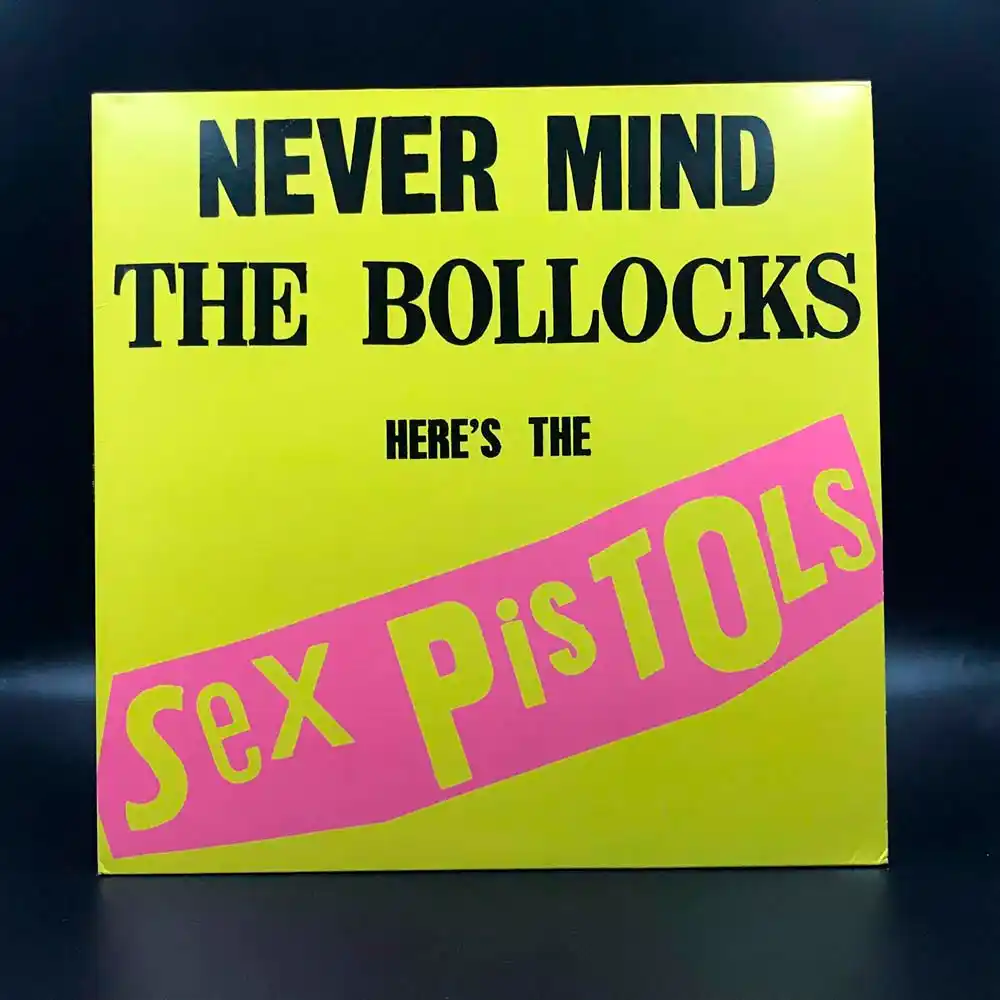 NEVER MIND
THE BOLLOCKS
HERE'S THE
Sex PisTOLS